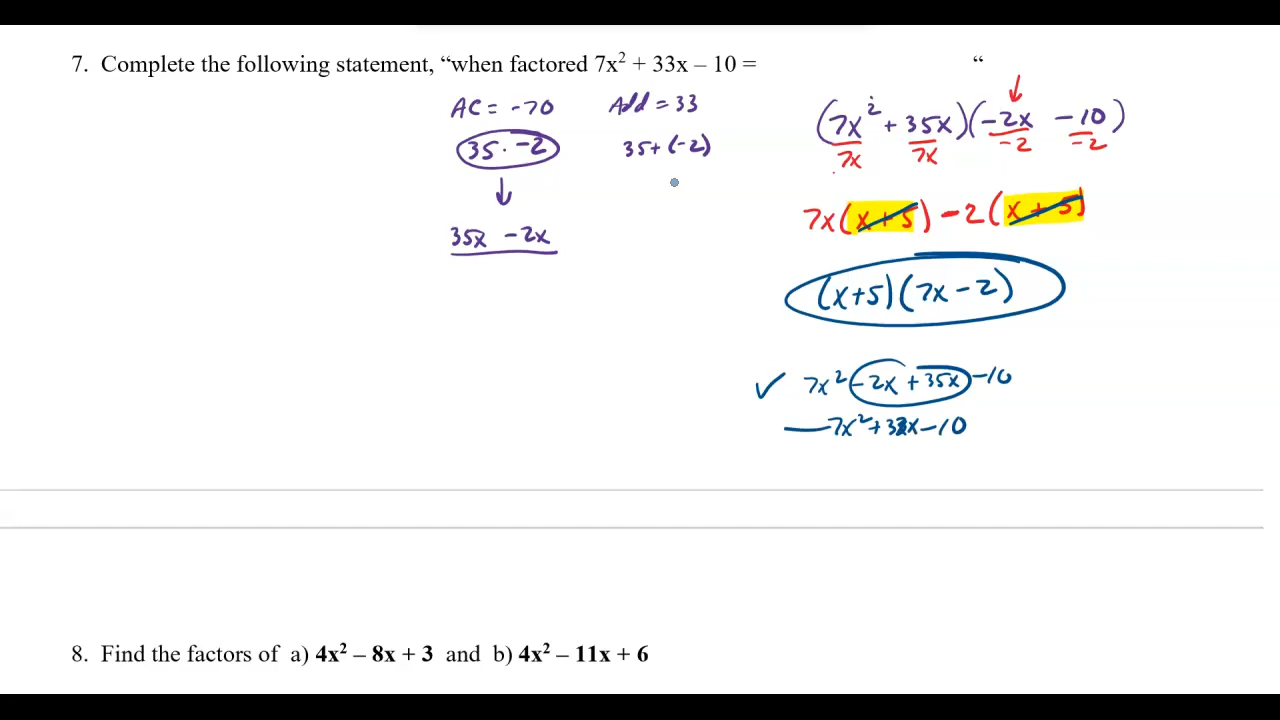 7. Complete the following statement, “when factored 7x² + 33x – 10 = “
AC = -70 Add = 33
35 · -2 35 + (-2)
35x - 2x
(7x² + 35x)(-2x - 10)
7x 7x -2 -2
7x(x+5) - 2(x+5)
(x+5)(7x-2)
✓ 7x² - 2x + 35x - 10
7x² + 33x - 10
8. Find the factors of a) 4x² – 8x + 3 and b) 4x² – 11x + 6